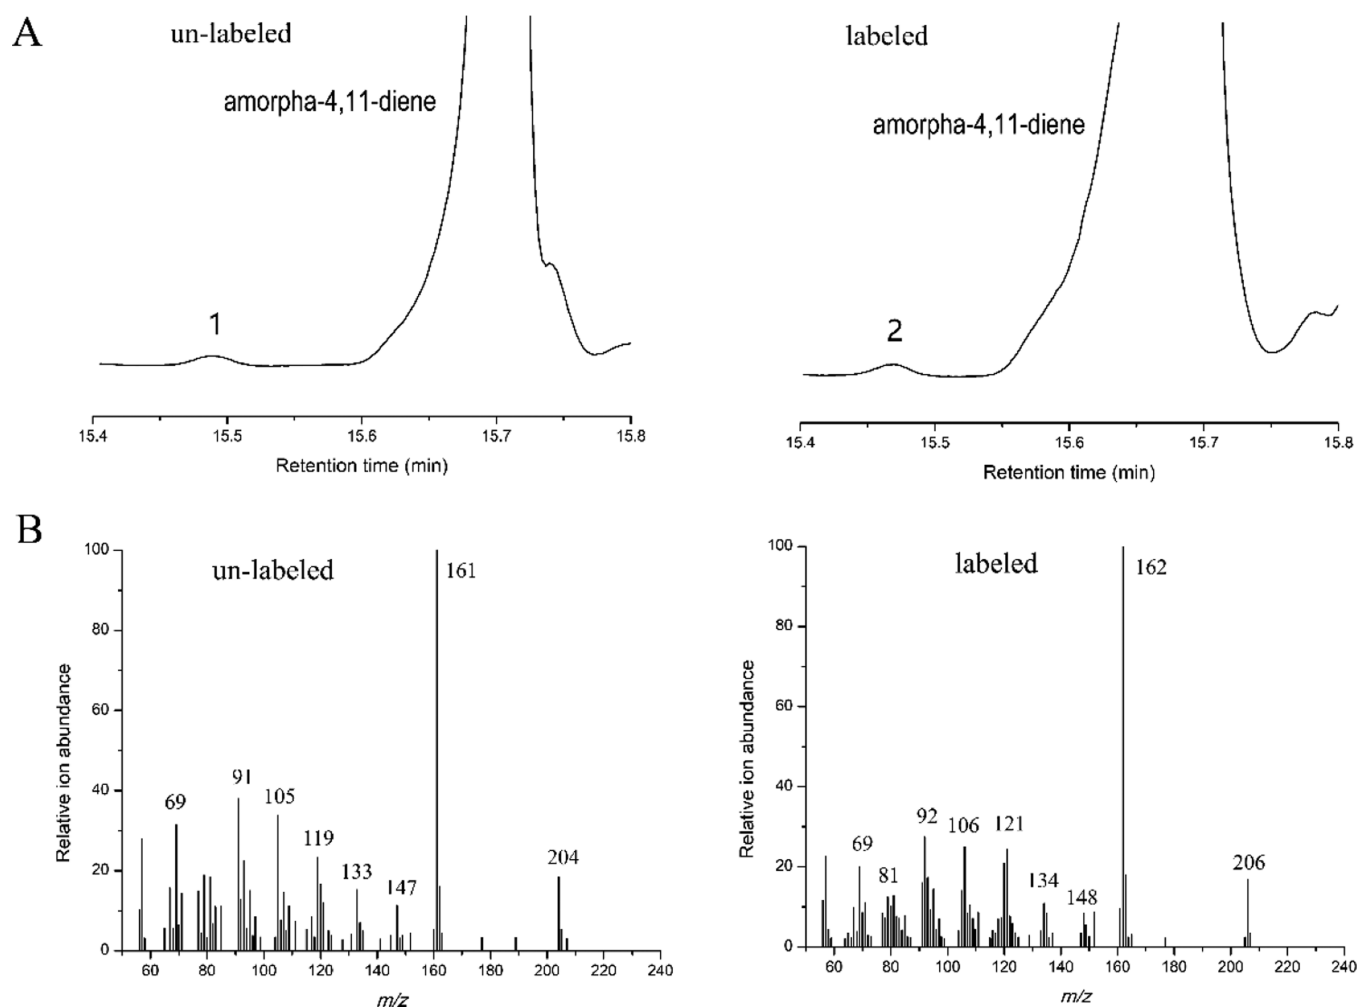 A
un-labeled
amorpha-4,11-diene
1
15.4 15.5 15.6 15.7 15.8
Retention time (min)
labeled
amorpha-4,11-diene
2
15.4 15.5 15.6 15.7 15.8
Retention time (min)
B
un-labeled
Relative ion abundance
100
80
60
40
20
0
161
69
91
105
119
133
147
204
60 80 100 120 140 160 180 200 220 240
m/z
labeled
Relative ion abundance
100
80
60
40
20
0
162
69
81
92
106
121
134
148
206
60 80 100 120 140 160 180 200 220 240
m/z